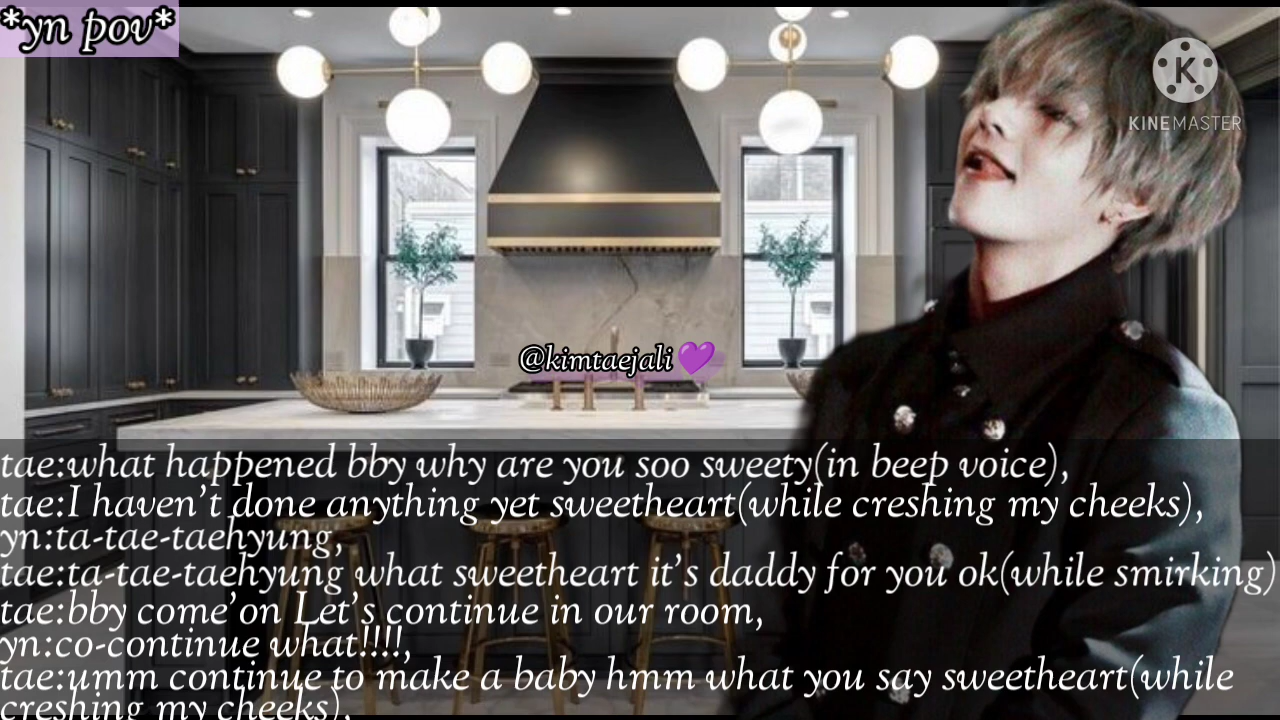 *yn pov*
KINEMASTER
@kimtaejali💜
tae:what happened bby why are you soo sweety(in beep voice),
tae:I haven't done anything yet sweetheart(while creshing my cheeks),
yn:ta-tae-taehyung,
tae:ta-tae-taehyung what sweetheart it's daddy for you ok(while smirking)
tae:bby come'on Let's continue in our room,
yn:co-continue what!!!!,
tae:umm continue to make a baby hmm what you say sweetheart(while
creshing my cheeks),